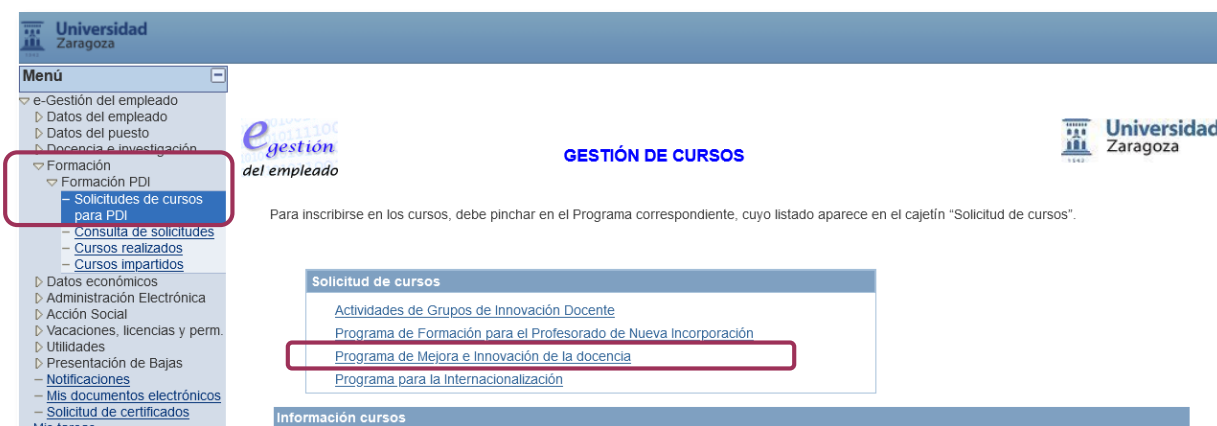 Universidad
Zaragoza
Menú
e-Gestión del empleado
Datos del empleado
Datos del puesto
Docencia e investigación
Formación
Formación PDI
Solicitudes de cursos
para PDI
Consulta de solicitudes
Cursos realizados
Cursos impartidos
Datos económicos
Administración Electrónica
Acción Social
Vacaciones, licencias y perm.
Utilidades
Presentación de Bajas
Notificaciones
Mis documentos electrónicos
Solicitud de certificados
Mis tareas
e gestión
del empleado
GESTIÓN DE CURSOS
Universidad
Zaragoza
1542
Para inscribirse en los cursos, debe pinchar en el Programa correspondiente, cuyo listado aparece en el cajetín “Solicitud de cursos”.
Solicitud de cursos
Actividades de Grupos de Innovación Docente
Programa de Formación para el Profesorado de Nueva Incorporación
Programa de Mejora e Innovación de la docencia
Programa para la Internacionalización
Información cursos